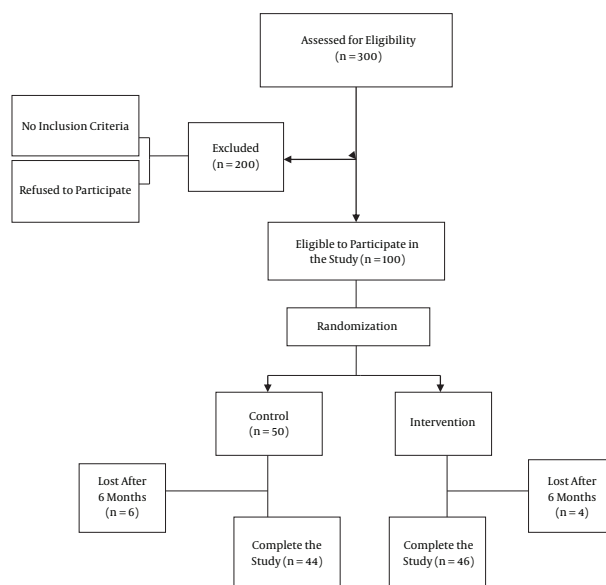 Assessed for Eligibility
(n = 300)
No Inclusion Criteria
Excluded
(n = 200)
Refused to Participate
Eligible to Participate in
the Study (n = 100)
Randomization
Control
(n = 50)
Intervention
Lost After
6 Months
(n = 6)
Lost After
6 Months
(n = 4)
Complete the
Study (n = 44)
Complete the
Study (n = 46)